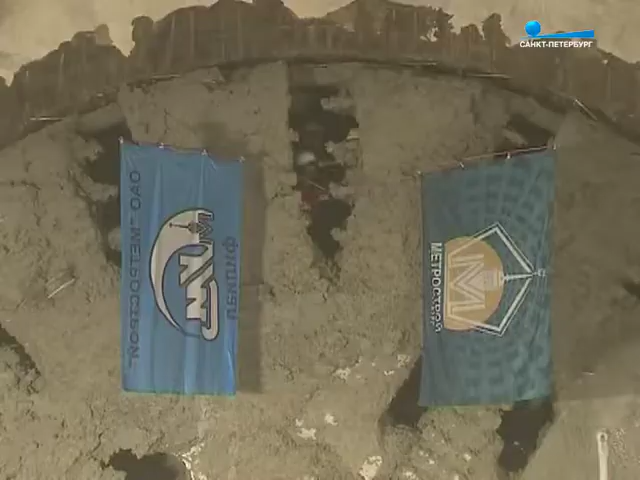 САНКТ-ПЕТЕРБУРГ
ОАО "МЕТРОСТРОЙ"
ФИЛИАЛ
МЕТРОСТРОЙ